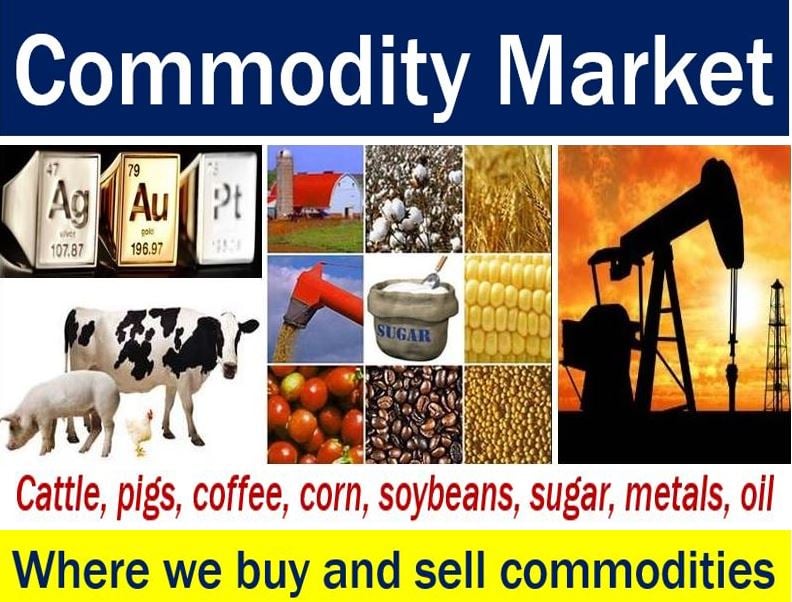 Commodity Market
47
Ag
silver
107.87
79
Au
gold
196.97
Pt
SUGAR
Cattle, pigs, coffee, corn, soybeans, sugar, metals, oil
Where we buy and sell commodities